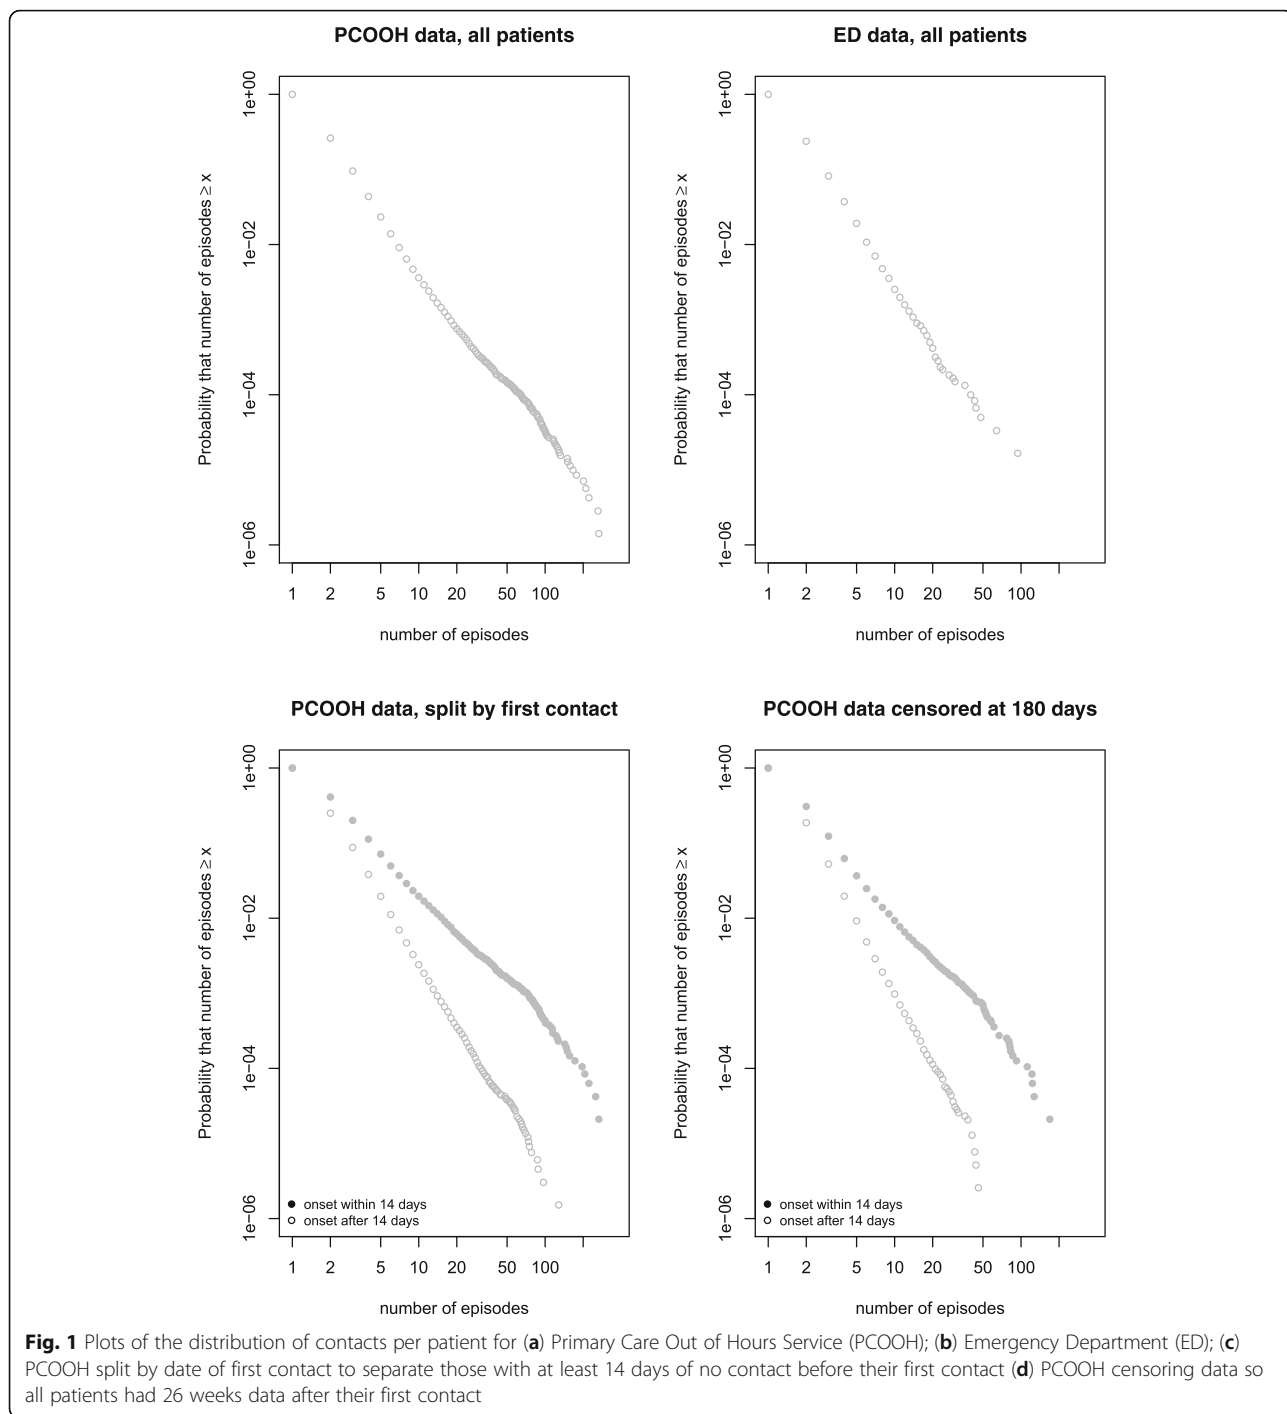 PCOOH data, all patients
Probability that number of episodes ≥ x
1e+00
1e−02
1e−04
1e−06
1 2 5 10 20 50 100
number of episodes
ED data, all patients
Probability that number of episodes ≥ x
1e+00
1e−02
1e−04
1e−06
1 2 5 10 20 50 100
number of episodes
PCOOH data, split by first contact
Probability that number of episodes ≥ x
1e+00
1e−02
1e−04
1e−06
onset within 14 days
onset after 14 days
1 2 5 10 20 50 100
number of episodes
PCOOH data censored at 180 days
Probability that number of episodes ≥ x
1e+00
1e−02
1e−04
1e−06
onset within 14 days
onset after 14 days
1 2 5 10 20 50 100
number of episodes
Fig. 1 Plots of the distribution of contacts per patient for (a) Primary Care Out of Hours Service (PCOOH); (b) Emergency Department (ED); (c)
PCOOH split by date of first contact to separate those with at least 14 days of no contact before their first contact (d) PCOOH censoring data so
all patients had 26 weeks data after their first contact